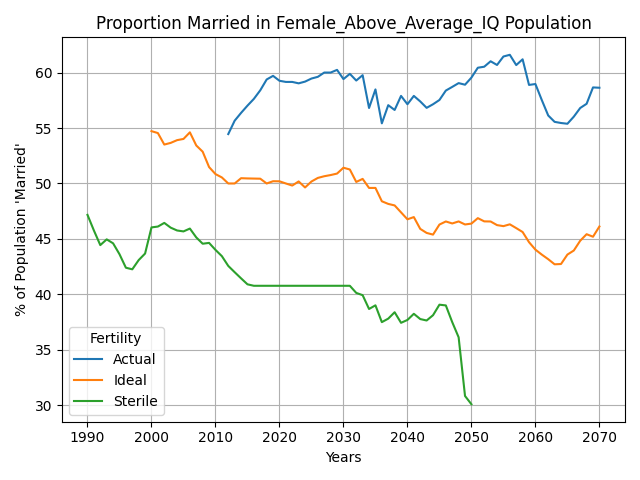 Proportion Married in Female_Above_Average_IQ Population
% of Population 'Married'
60
55
50
45
40
35
30
Fertility
Actual
Ideal
Sterile
1990 2000 2010 2020 2030 2040 2050 2060 2070
Years